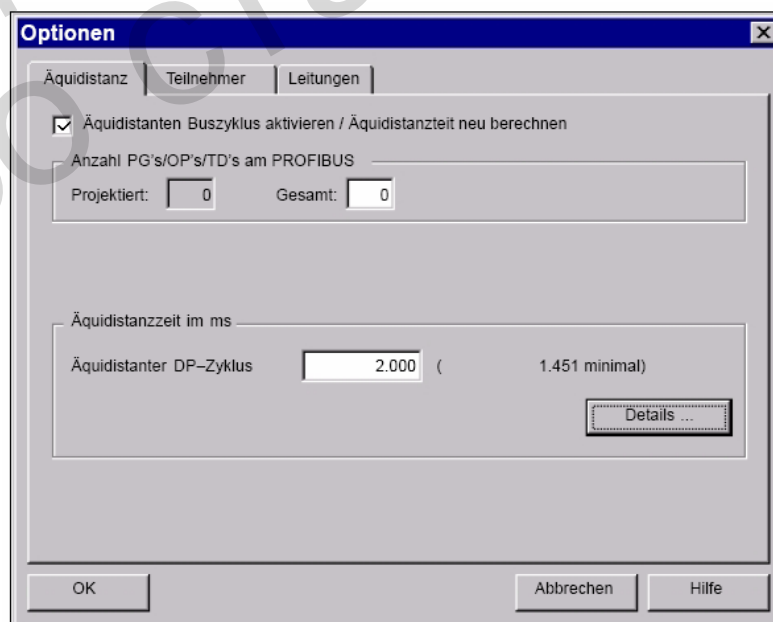 Optionen
Äquidistanz Teilnehmer Leitungen
Äquidistanten Buszyklus aktivieren / Äquidistanzteit neu berechnen
Anzahl PG's/OP's/TD's am PROFIBUS
Projektiert: 0 Gesamt: 0
Äquidistanzzeit im ms
Äquidistanter DP–Zyklus 2.000 ( 1.451 minimal)
Details ...
OK Abbrechen Hilfe